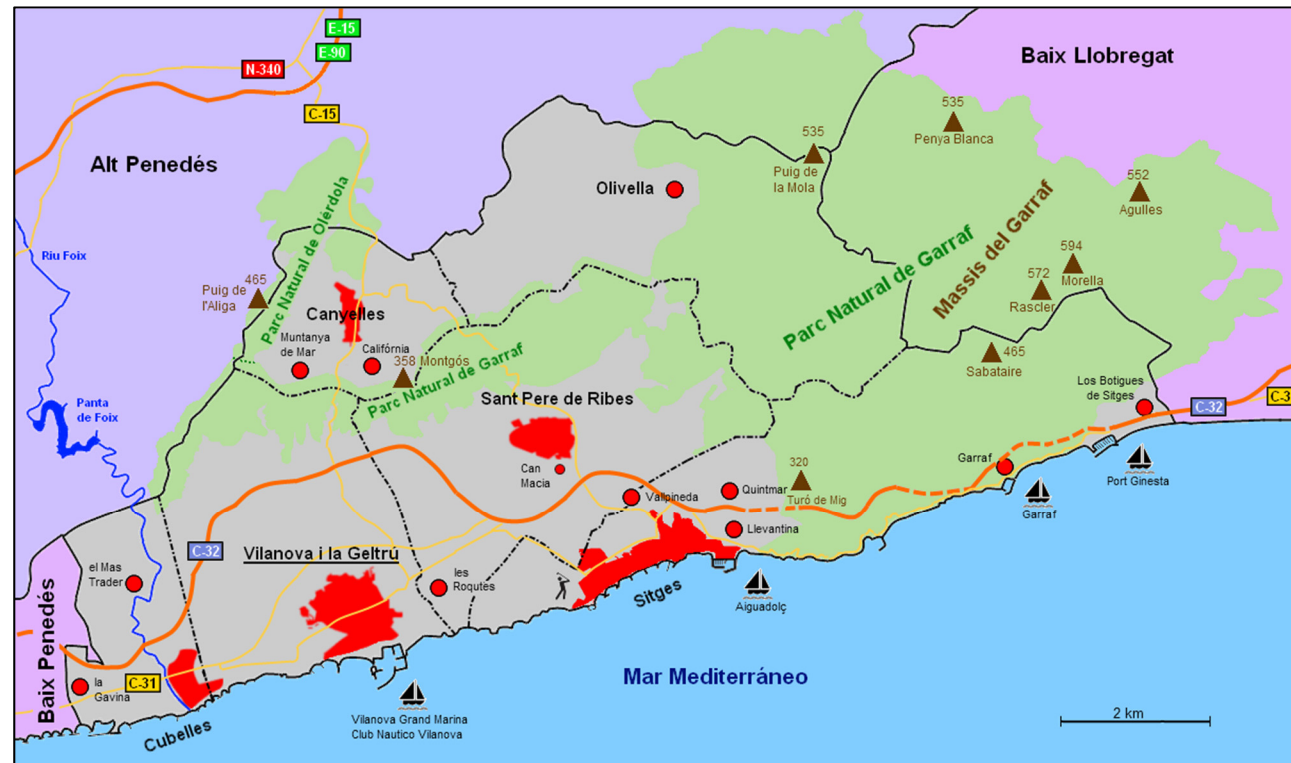 E-15
E-90
N-340
C-15
Baix Llobregat
Alt Penedés
Olivella
535
Puig de
la Mola
535
Penya Blanca
552
Agulles
Massis del Garraf
594
Morella
572
Rascler
Parc Natural de Garraf
465
Sabataire
Riu Foix
Parc Natural de Olèrdola
465
Puig de
l'Aliga
Canyelles
Muntanya
de Mar
Califórnia
358 Montgós
Parc Natural de Garraf
Panta
de Foix
Sant Pere de Ribes
Can
Macia
Los Botigues
de Sitges
C-32
C-3
Garraf
Port Ginesta
Garraf
320
Turó de Mig
Quintmar
Vallpineda
Llevantina
C-32
Vilanova i la Geltrú
el Mas
Trader
les
Roqutes
Sitges
Aiguadolç
Baix Penedés
la
Gavina
C-31
Cubelles
Vilanova Grand Marina
Club Nautico Vilanova
Mar Mediterráneo
2 km